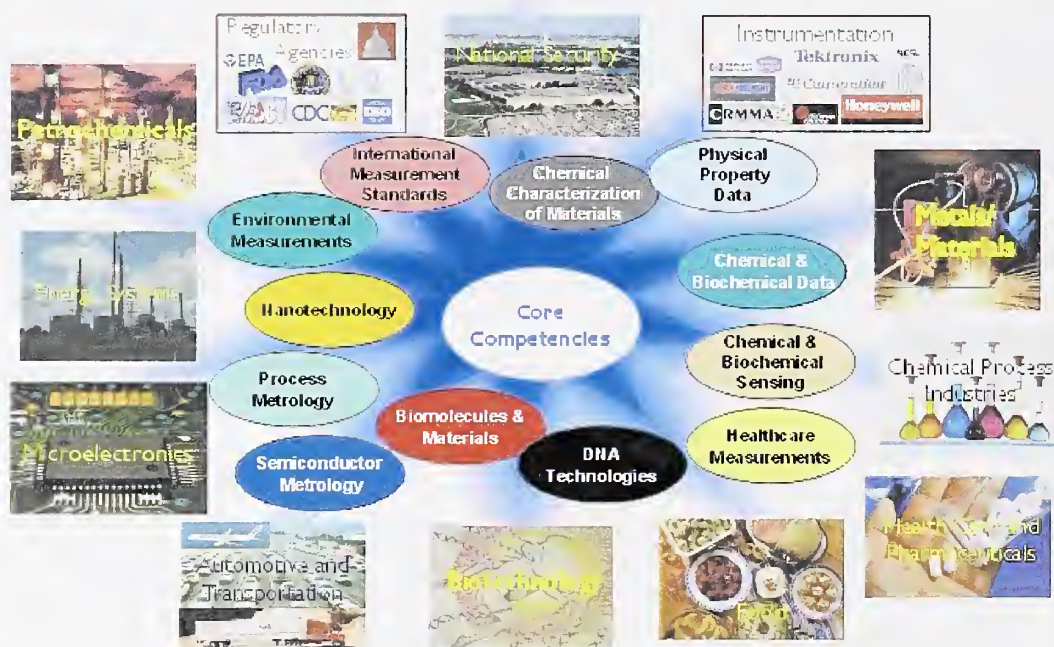 Regulatory
Agencies
EPA
FDA
CDC
National Security
Instrumentation
Tektronix
Corporation
CRMMA
Honeywell
Petrochemicals
International
Measurement
Standards
Chemical
Characterization
of Materials
Physical
Property
Data
Metals/
Materials
Environmental
Measurements
Chemical &
Biochemical Data
Energy Systems
Nanotechnology
Core
Competencies
Chemical &
Biochemical
Sensing
Chemical Process
Industries
Process
Metrology
Microelectronics
Biomolecules &
Materials
Healthcare
Measurements
Semiconductor
Metrology
DNA
Technologies
Health Care and
Pharmaceuticals
Automotive and
Transportation
Biotechnology
Food